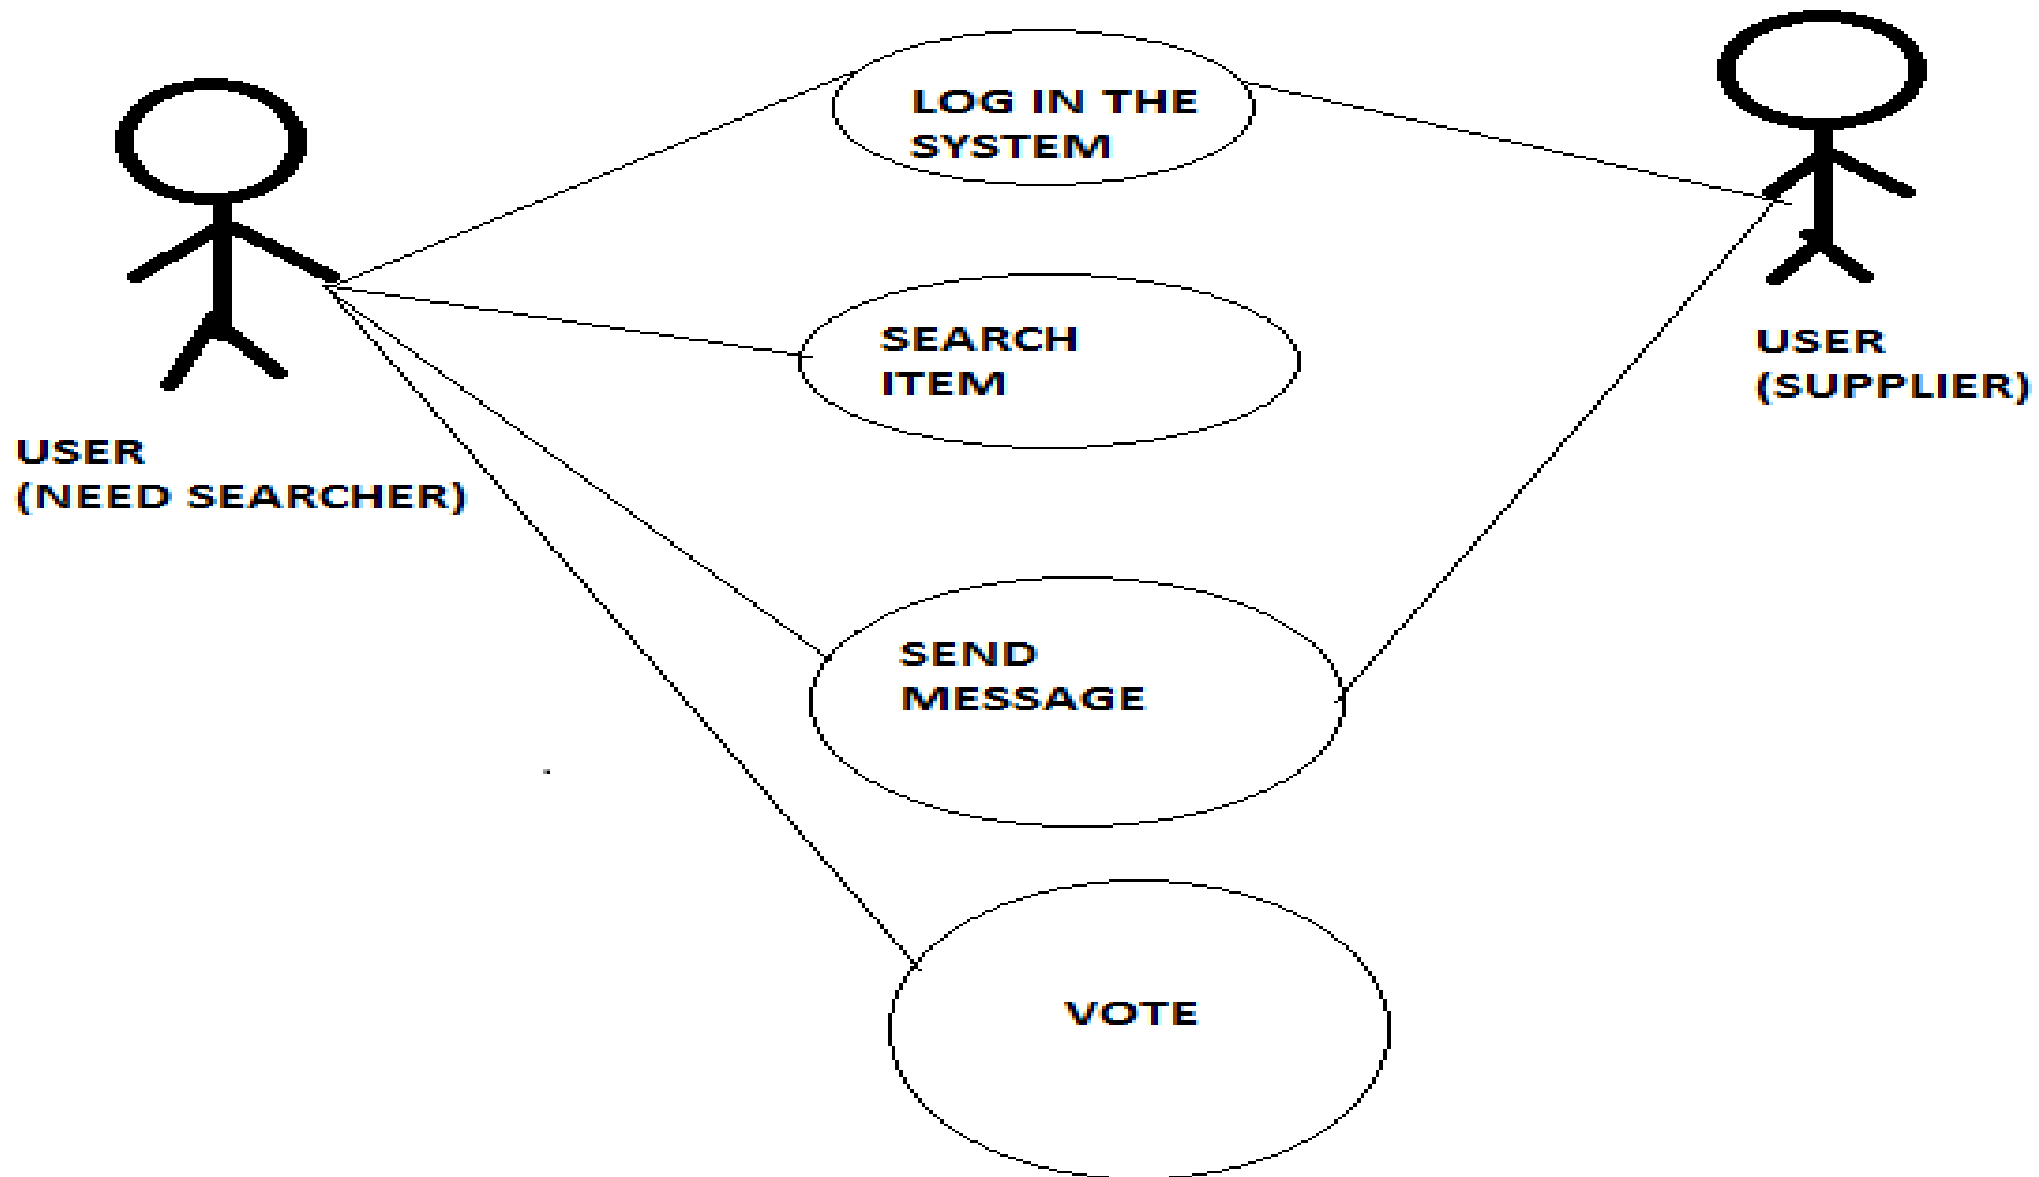 LOG IN THE
SYSTEM
SEARCH
ITEM
USER
(SUPPLIER)
USER
(NEED SEARCHER)
SEND
MESSAGE
VOTE